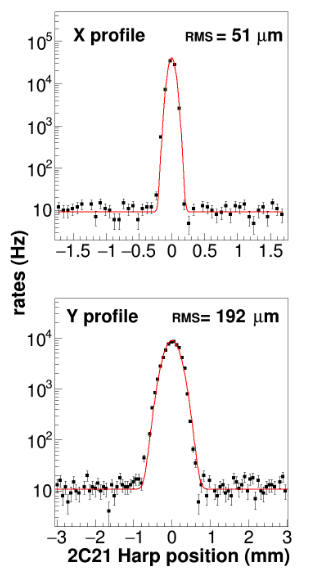 X profile RMS = 51 μm
10⁵
10⁴
10³
10²
10
−1.5 −1 −0.5 0 0.5 1 1.5
rates (Hz)
Y profile RMS= 192 μm
10⁴
10²
10
−3 −2 −1 0 1 2 3
2C21 Harp position (mm)